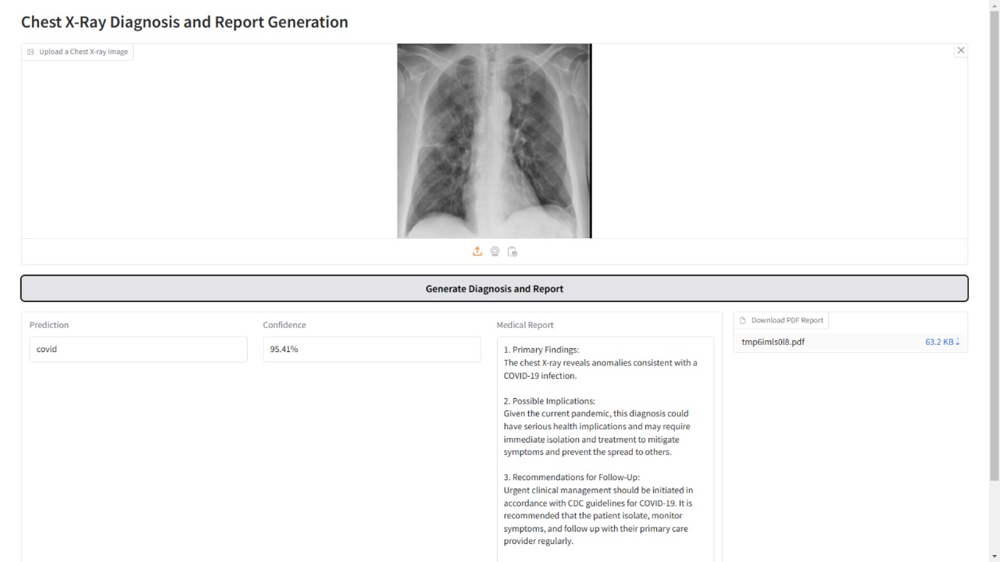 Chest X-Ray Diagnosis and Report Generation
Upload a Chest X-ray Image
Generate Diagnosis and Report
Prediction
covid
Confidence
95.41%
Medical Report
1. Primary Findings:
The chest X-ray reveals anomalies consistent with a
COVID-19 infection.
2. Possible Implications:
Given the current pandemic, this diagnosis could
have serious health implications and may require
immediate isolation and treatment to mitigate
symptoms and prevent the spread to others.
3. Recommendations for Follow-Up:
Urgent clinical management should be initiated in
accordance with CDC guidelines for COVID-19. It is
recommended that the patient isolate, monitor
symptoms, and follow up with their primary care
provider regularly.
Download PDF Report
tmp6imls0l8.pdf
63.2 KB ⇣